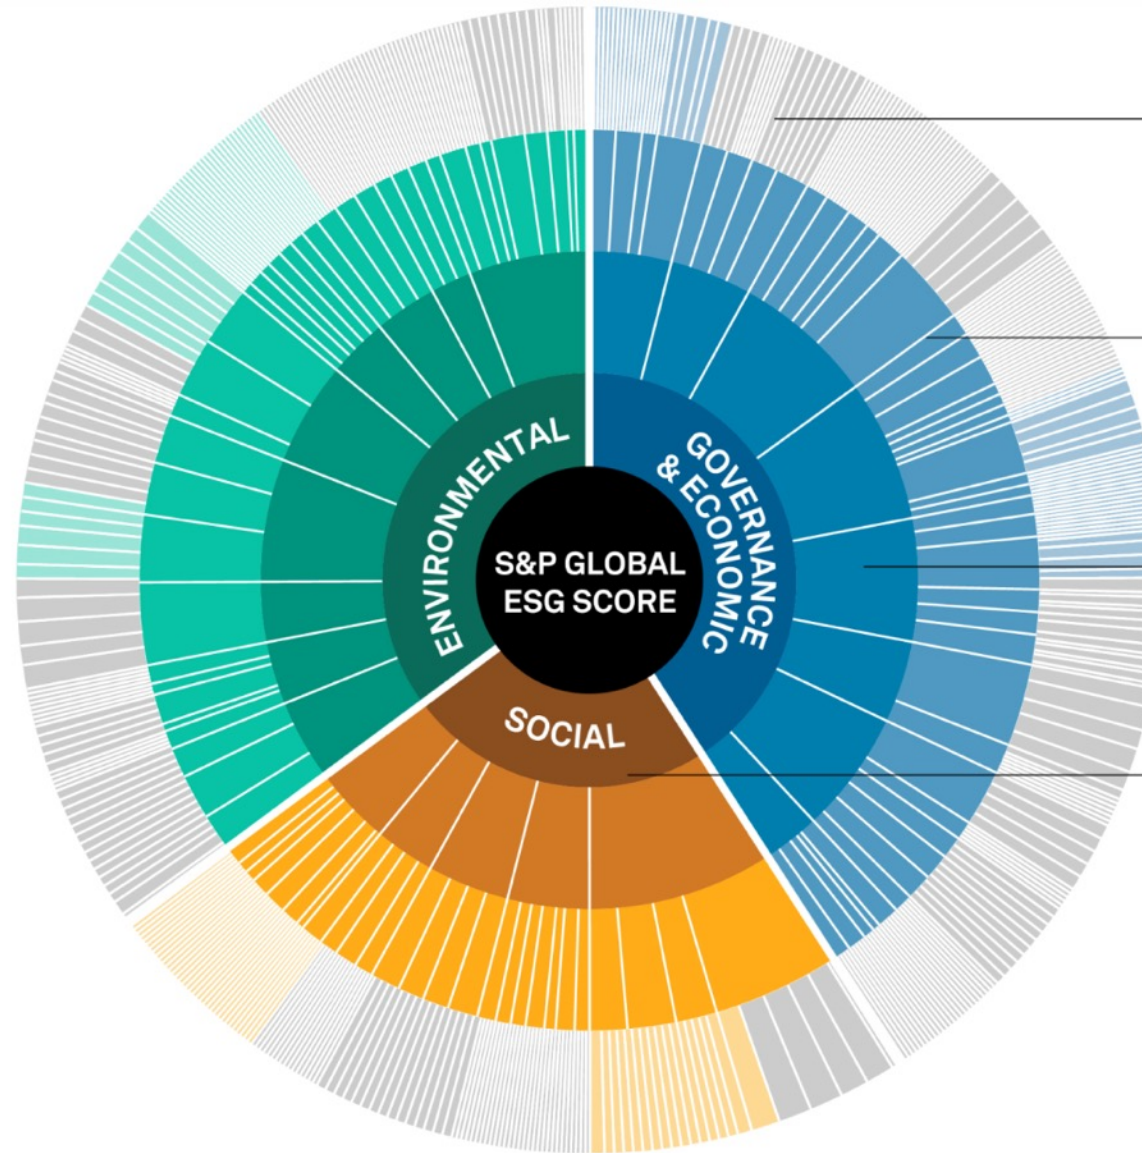 ENVIRONMENTAL
GOVERNANCE
& ECONOMIC
S&P GLOBAL
ESG SCORE
SOCIAL